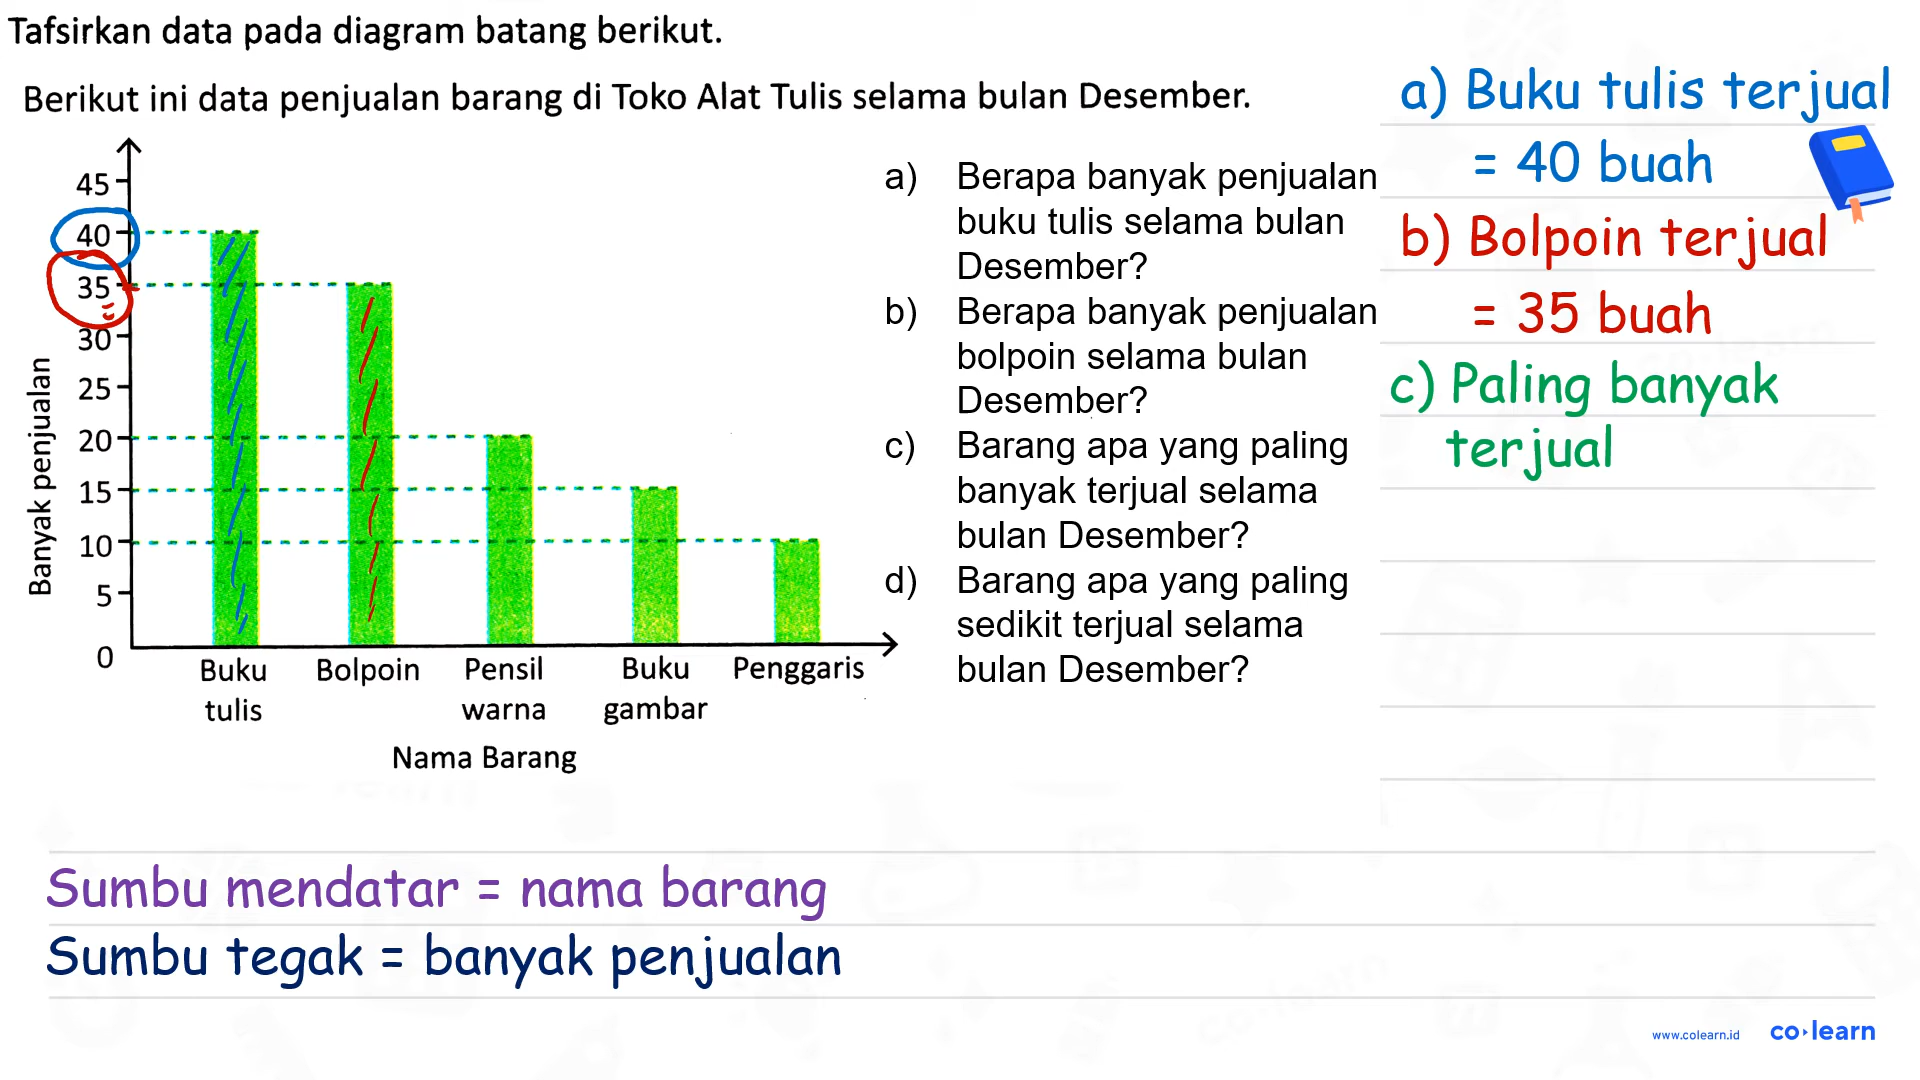 Tafsirkan data pada diagram batang berikut.
Berikut ini data penjualan barang di Toko Alat Tulis selama bulan Desember.
45
40
35
30
25
20
15
10
5
0
Banyak penjualan
Buku tulis
Bolpoin
Pensil warna
Buku gambar
Penggaris
Nama Barang
a) Berapa banyak penjualan
buku tulis selama bulan
Desember?
b) Berapa banyak penjualan
bolpoin selama bulan
Desember?
c) Barang apa yang paling
banyak terjual selama
bulan Desember?
d) Barang apa yang paling
sedikit terjual selama
bulan Desember?
a) Buku tulis terjual
= 40 buah
b) Bolpoin terjual
= 35 buah
c) Paling banyak
terjual
Sumbu mendatar = nama barang
Sumbu tegak = banyak penjualan
www.colearn.id
co learn